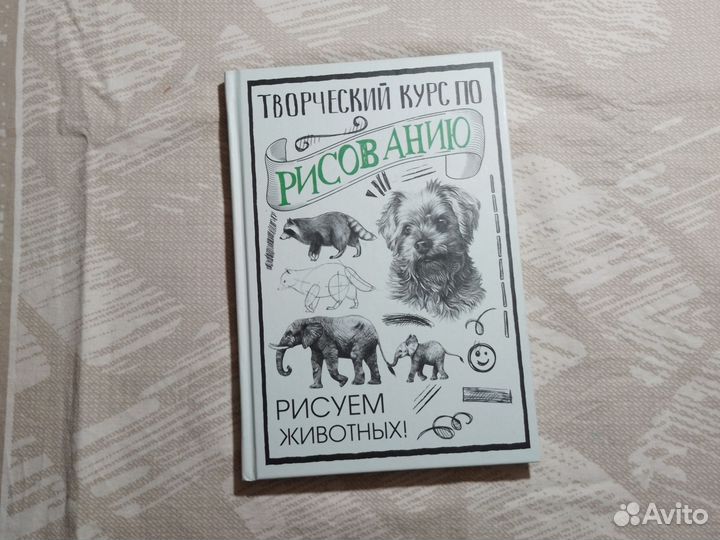 ТВОРЧЕСКИЙ КУРС ПО
РИСОВАНИЮ
РИСУЕМ
ЖИВОТНЫХ!
Avito